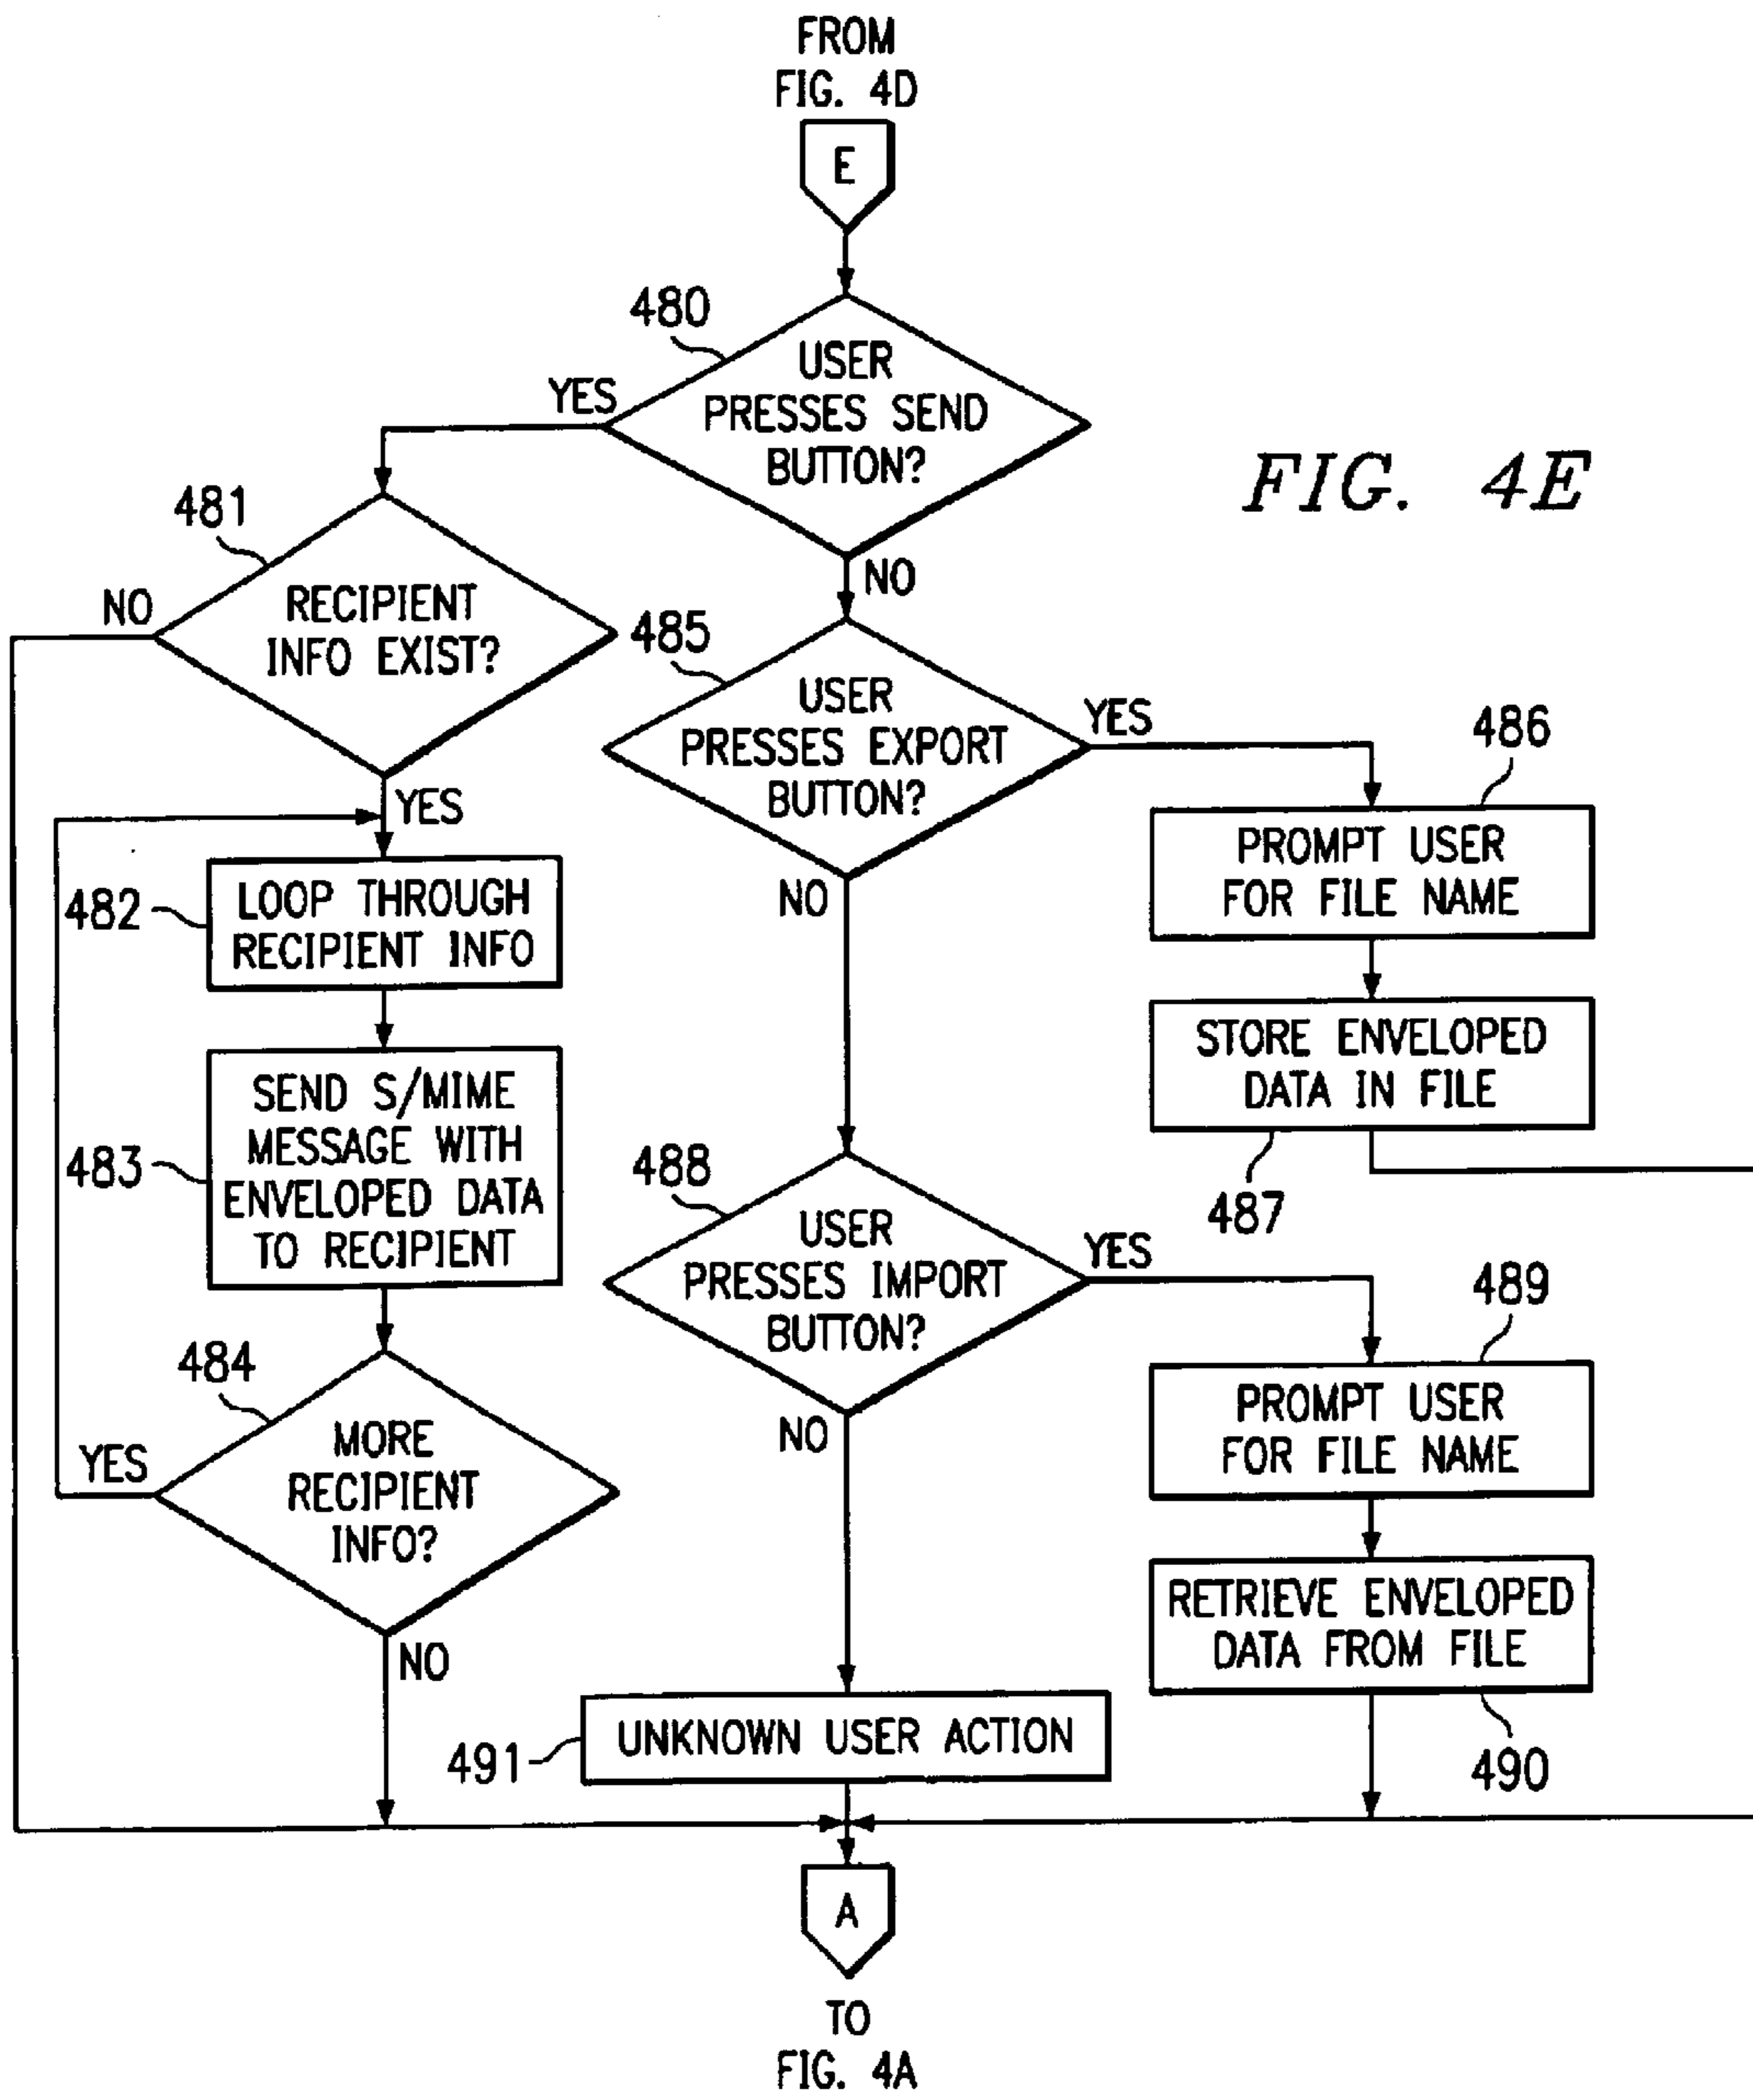 FROM
FIG. 4D
E
480
USER
PRESSES SEND
BUTTON?
YES
NO
FIG. 4E
481
RECIPIENT
INFO EXIST?
NO
YES
482
LOOP THROUGH
RECIPIENT INFO
483
SEND S/MIME
MESSAGE WITH
ENVELOPED DATA
TO RECIPIENT
484
MORE
RECIPIENT
INFO?
YES
NO
485
USER
PRESSES EXPORT
BUTTON?
YES
NO
486
PROMPT USER
FOR FILE NAME
STORE ENVELOPED
DATA IN FILE
487
488
USER
PRESSES IMPORT
BUTTON?
YES
NO
489
PROMPT USER
FOR FILE NAME
RETRIEVE ENVELOPED
DATA FROM FILE
490
491
UNKNOWN USER ACTION
A
TO
FIG. 4A